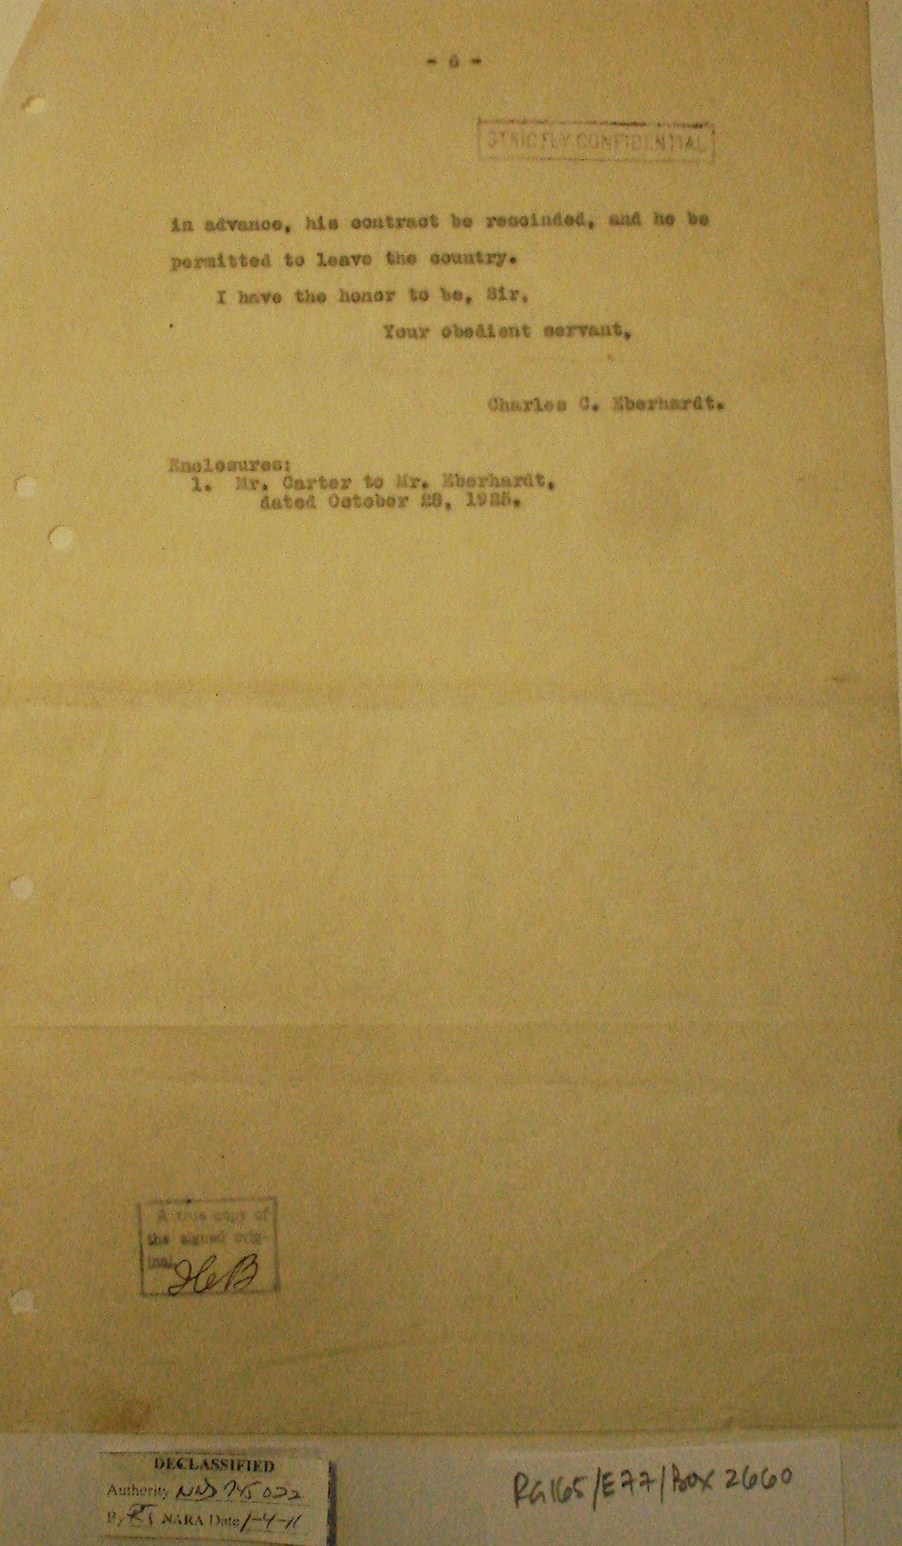 - 6 -
STRICTLY CONFIDENTIAL
in advance, his contract be rescinded, and he be
permitted to leave the country.
I have the honor to be, Sir,
Your obedient servant,
Charles C. Eberhardt.
Enclosures:
1. Mr. Carter to Mr. Eberhardt,
dated October 28, 1925.
A true copy of
the signed orig-
inal
DECLASSIFIED
Authority NND 745022
By NARA Date 1-4-11
RG165/E77/Box 2660